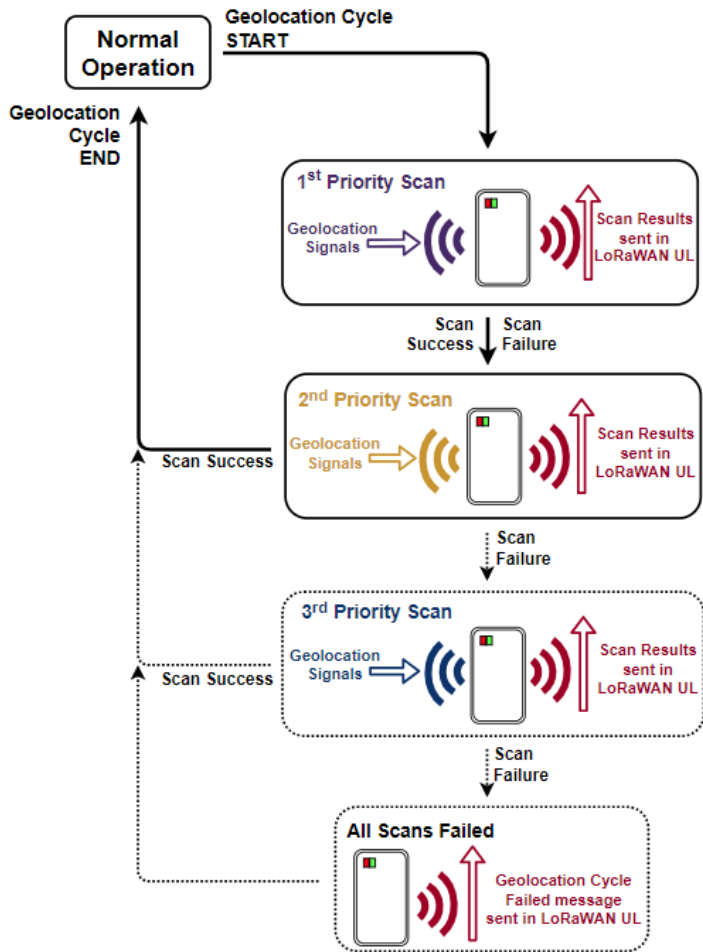 Normal
Operation
Geolocation Cycle
START
Geolocation
Cycle
END
1st Priority Scan
Geolocation
Signals
Scan Results
sent in
LoRaWAN UL
Scan
Success
Scan
Failure
2nd Priority Scan
Geolocation
Signals
Scan Results
sent in
LoRaWAN UL
Scan Success
Scan
Failure
3rd Priority Scan
Geolocation
Signals
Scan Results
sent in
LoRaWAN UL
Scan Success
Scan
Failure
All Scans Failed
Geolocation Cycle
Failed message
sent in LoRaWAN UL